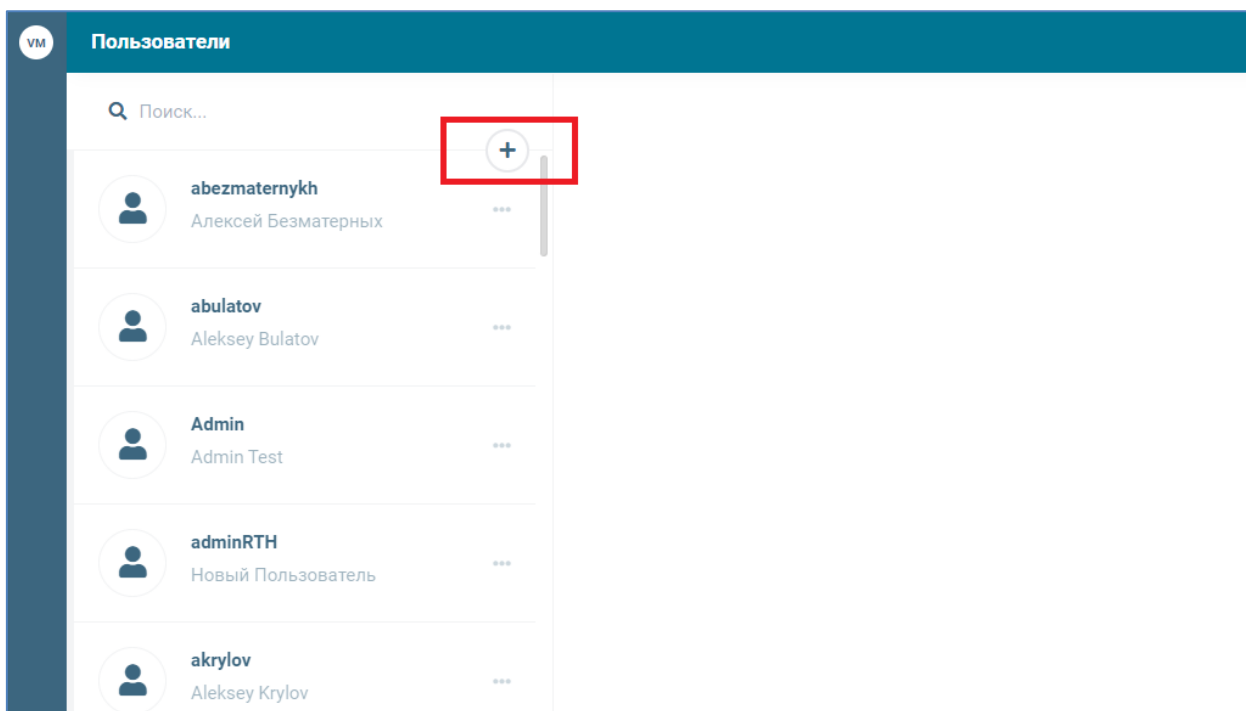 VM
Пользователи
Поиск...
abezmaternykh
Алексей Безматерных
abulatov
Aleksey Bulatov
Admin
Admin Test
adminRTH
Новый Пользователь
akrylov
Aleksey Krylov